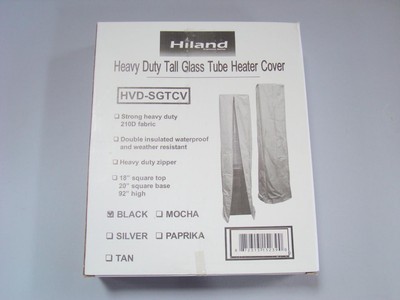 Hiland
Heavy Duty Tall Glass Tube Heater Cover
HVD-SGTCV
Strong heavy duty
210D fabric
Double insulated waterproof
and weather resistant
Heavy duty zipper
18" square top
20" square base
92" high
BLACK MOCHA
SILVER PAPRIKA
TAN